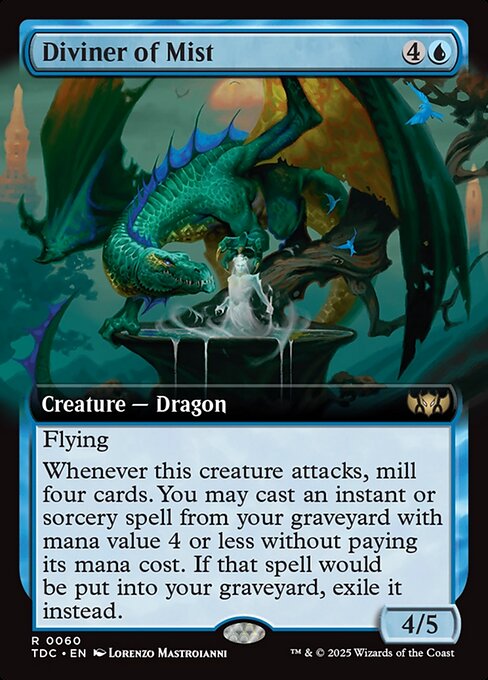 Diviner of Mist 4
Creature — Dragon
Flying
Whenever this creature attacks, mill
four cards. You may cast an instant or
sorcery spell from your graveyard with
mana value 4 or less without paying
its mana cost. If that spell would
be put into your graveyard, exile it
instead.
4/5
R 0060
TDC • EN Lorenzo Mastroianni ™ & © 2025 Wizards of the Coast